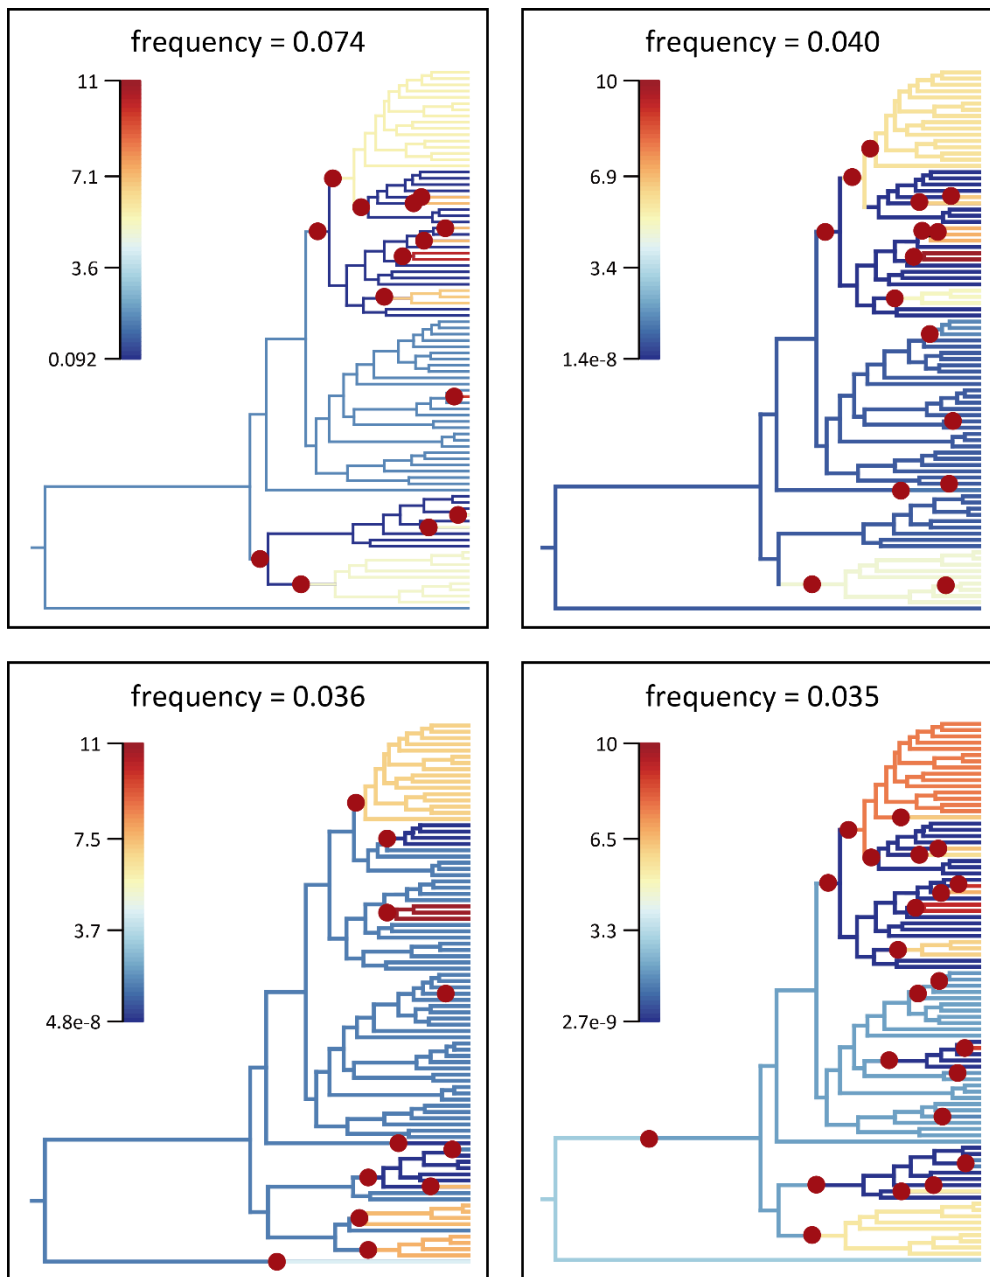 frequency = 0.074
11
7.1
3.6
0.092
frequency = 0.040
10
6.9
3.4
1.4e-8
frequency = 0.036
11
7.5
3.7
4.8e-8
frequency = 0.035
10
6.5
3.3
2.7e-9